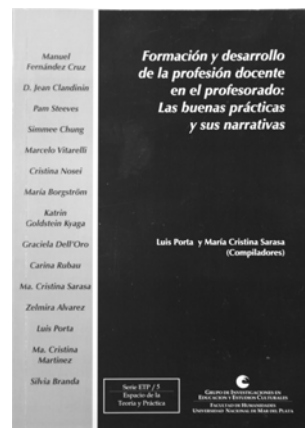 Manuel
Fernández Cruz
D. Jean Clandinin
Pam Steeves
Simmee Chung
Marcelo Vitarelli
Cristina Nosei
María Borgström
Katrin
Goldstein Kyaga
Graciela Dell'Oro
Carina Rubau
Ma. Cristina Sarasa
Zelmira Alvarez
Luis Porta
Ma. Cristina
Martinez
Silvia Branda
Formación y desarrollo
de la profesión docente
en el profesorado:
Las buenas prácticas
y sus narrativas
Luis Porta y María Cristina Sarasa
(Compiladores)
Serie ETP / 5
Espacio de la
Teoría y Práctica
Grupo de Investigaciones en
Educación y Estudios Culturales
Facultad de Humanidades
Universidad Nacional de Mar del Plata